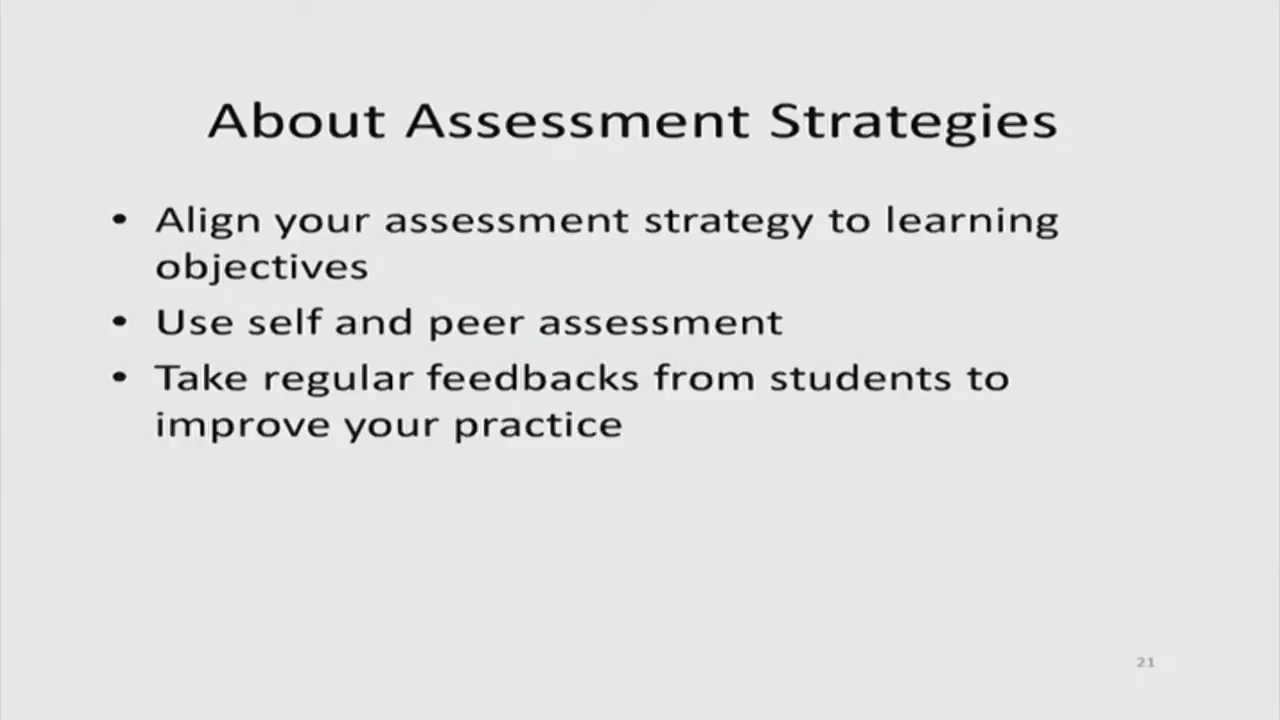 About Assessment Strategies
• Align your assessment strategy to learning
objectives
• Use self and peer assessment
• Take regular feedbacks from students to
improve your practice
21